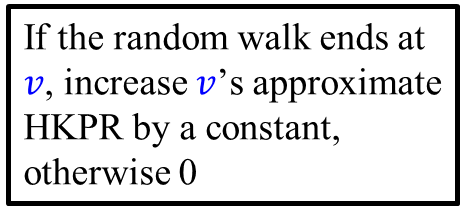 If the random walk ends at
v, increase v’s approximate
HKPR by a constant,
otherwise 0